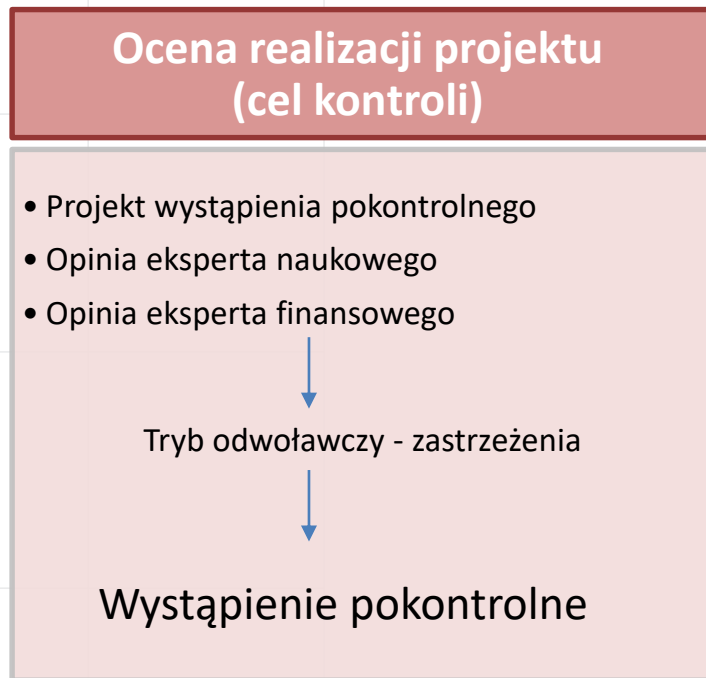 Ocena realizacji projektu
(cel kontroli)
• Projekt wystąpienia pokontrolnego
• Opinia eksperta naukowego
• Opinia eksperta finansowego
Tryb odwoławczy - zastrzeżenia
Wystąpienie pokontrolne